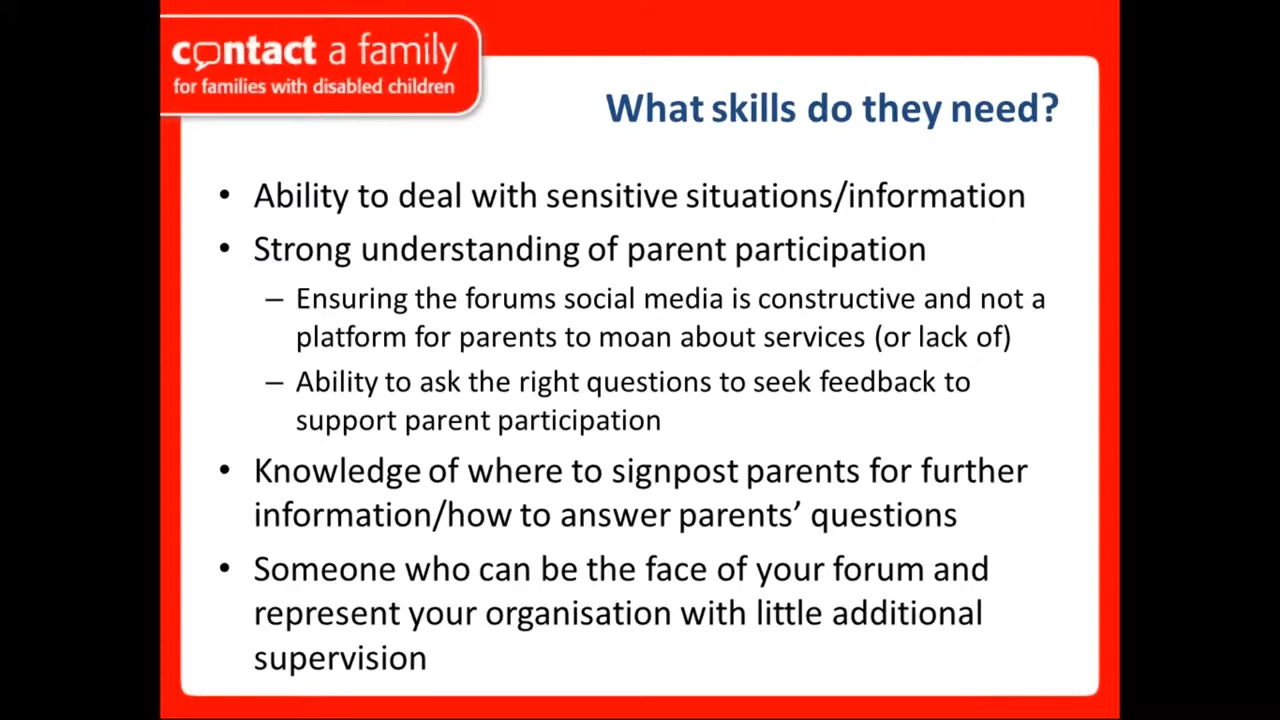 contact a family
for families with disabled children
What skills do they need?
• Ability to deal with sensitive situations/information
• Strong understanding of parent participation
– Ensuring the forums social media is constructive and not a
platform for parents to moan about services (or lack of)
– Ability to ask the right questions to seek feedback to
support parent participation
• Knowledge of where to signpost parents for further
information/how to answer parents’ questions
• Someone who can be the face of your forum and
represent your organisation with little additional
supervision